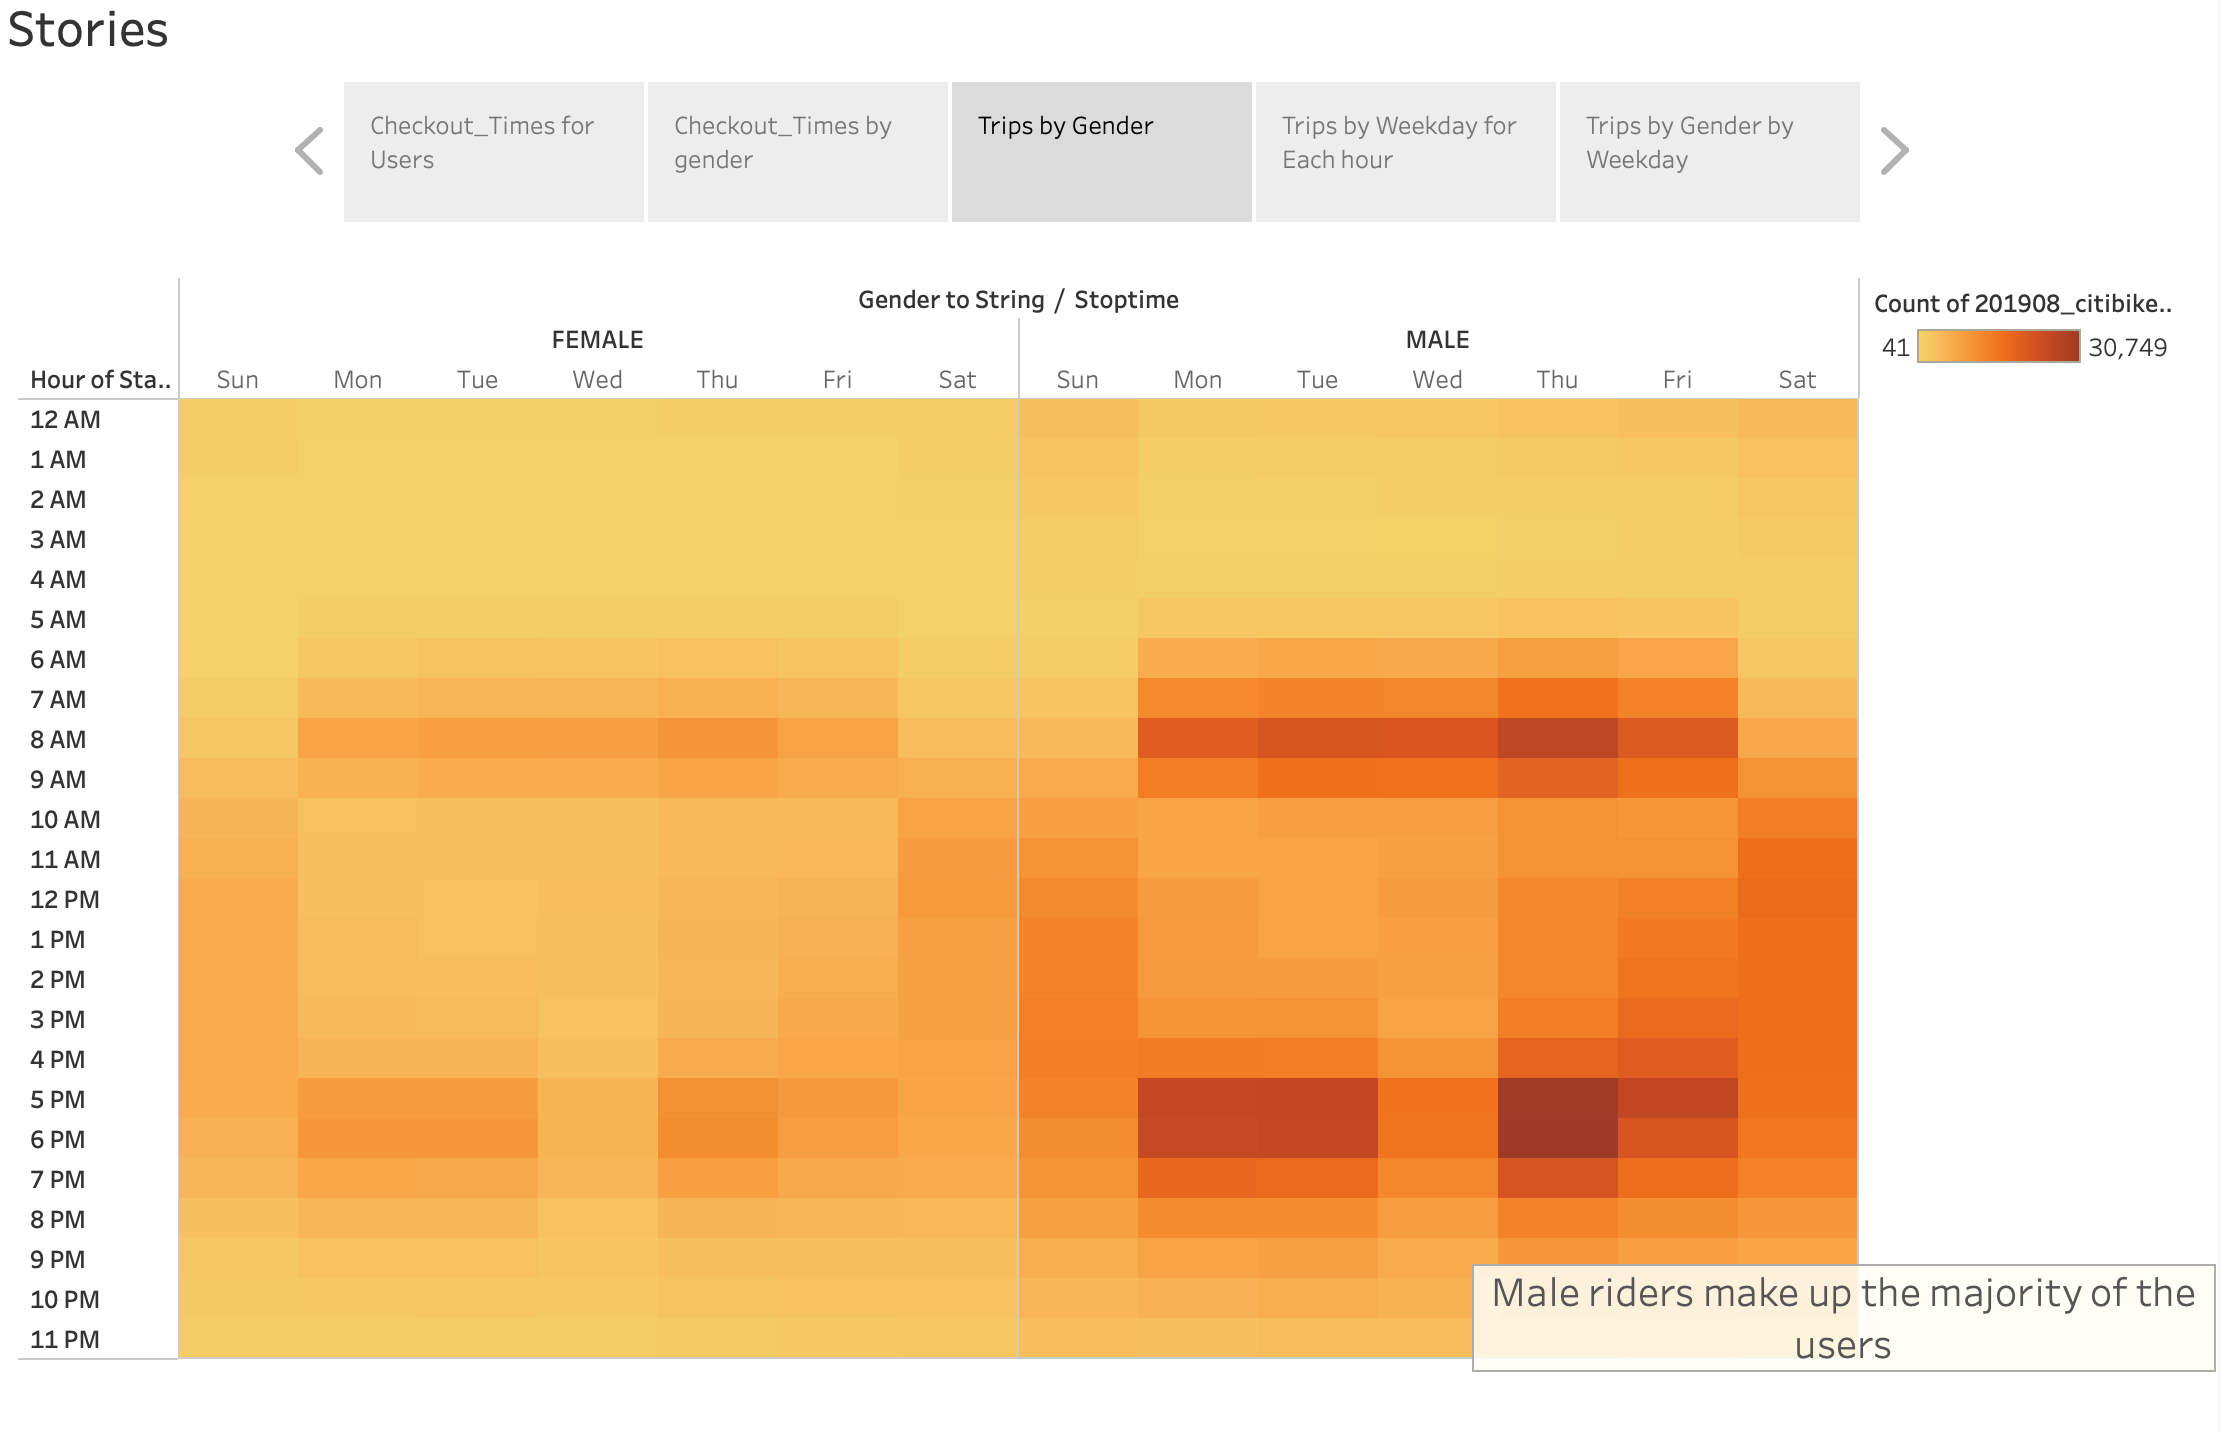 Stories
Checkout_Times for
Users
Checkout_Times by
gender
Trips by Gender
Trips by Weekday for
Each hour
Trips by Gender by
Weekday
Gender to String / Stoptime
FEMALE MALE
Hour of Sta.. Sun Mon Tue Wed Thu Fri Sat Sun Mon Tue Wed Thu Fri Sat
12 AM
1 AM
2 AM
3 AM
4 AM
5 AM
6 AM
7 AM
8 AM
9 AM
10 AM
11 AM
12 PM
1 PM
2 PM
3 PM
4 PM
5 PM
6 PM
7 PM
8 PM
9 PM
10 PM
11 PM
Count of 201908_citibike..
41 30,749
Male riders make up the majority of the
users